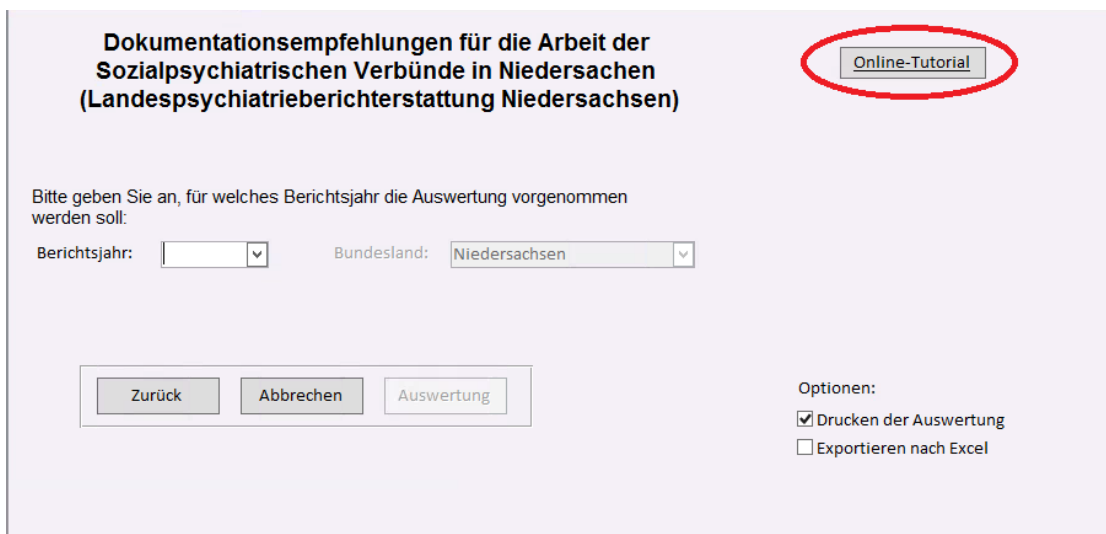 Dokumentationsempfehlungen für die Arbeit der
Sozialpsychiatrischen Verbünde in Niedersachen
(Landespsychiatrieberichterstattung Niedersachsen)
Online-Tutorial
Bitte geben Sie an, für welches Berichtsjahr die Auswertung vorgenommen
werden soll:
Berichtsjahr: Bundesland: Niedersachsen
Zurück Abbrechen Auswertung
Optionen:
Drucken der Auswertung
Exportieren nach Excel